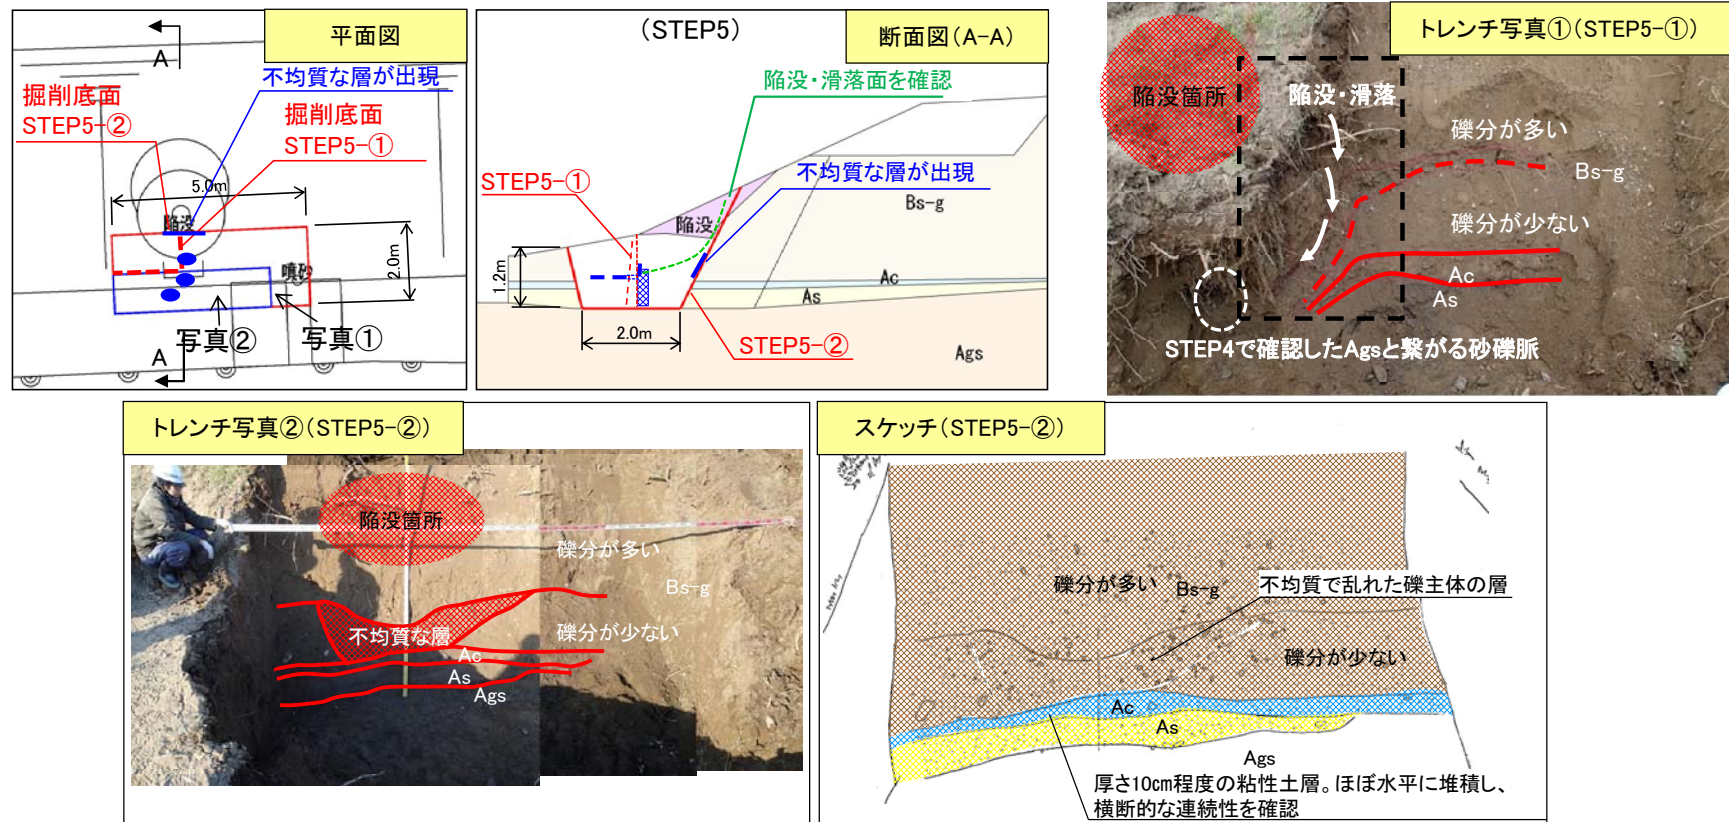 平面図
A
不均質な層が出現
掘削底面
STEP5-②
掘削底面
STEP5-①
5.0m
陥没
2.0m
噴砂
写真②
写真①
A
(STEP5)
断面図(A-A)
陥没・滑落面を確認
STEP5-①
不均質な層が出現
陥没
Bs-g
1.2m
Ac
As
2.0m
STEP5-②
Ags
トレンチ写真①(STEP5-①)
陥没箇所
陥没・滑落
礫分が多い
Bs-g
礫分が少ない
Ac
As
STEP4で確認したAgsと繋がる砂礫脈
トレンチ写真②(STEP5-②)
陥没箇所
礫分が多い
Bs-g
不均質な層
礫分が少ない
Ac
As
Ags
スケッチ(STEP5-②)
礫分が多い
Bs-g
不均質で乱れた礫主体の層
礫分が少ない
Ac
As
Ags
厚さ10cm程度の粘性土層。ほぼ水平に堆積し、
横断的な連続性を確認